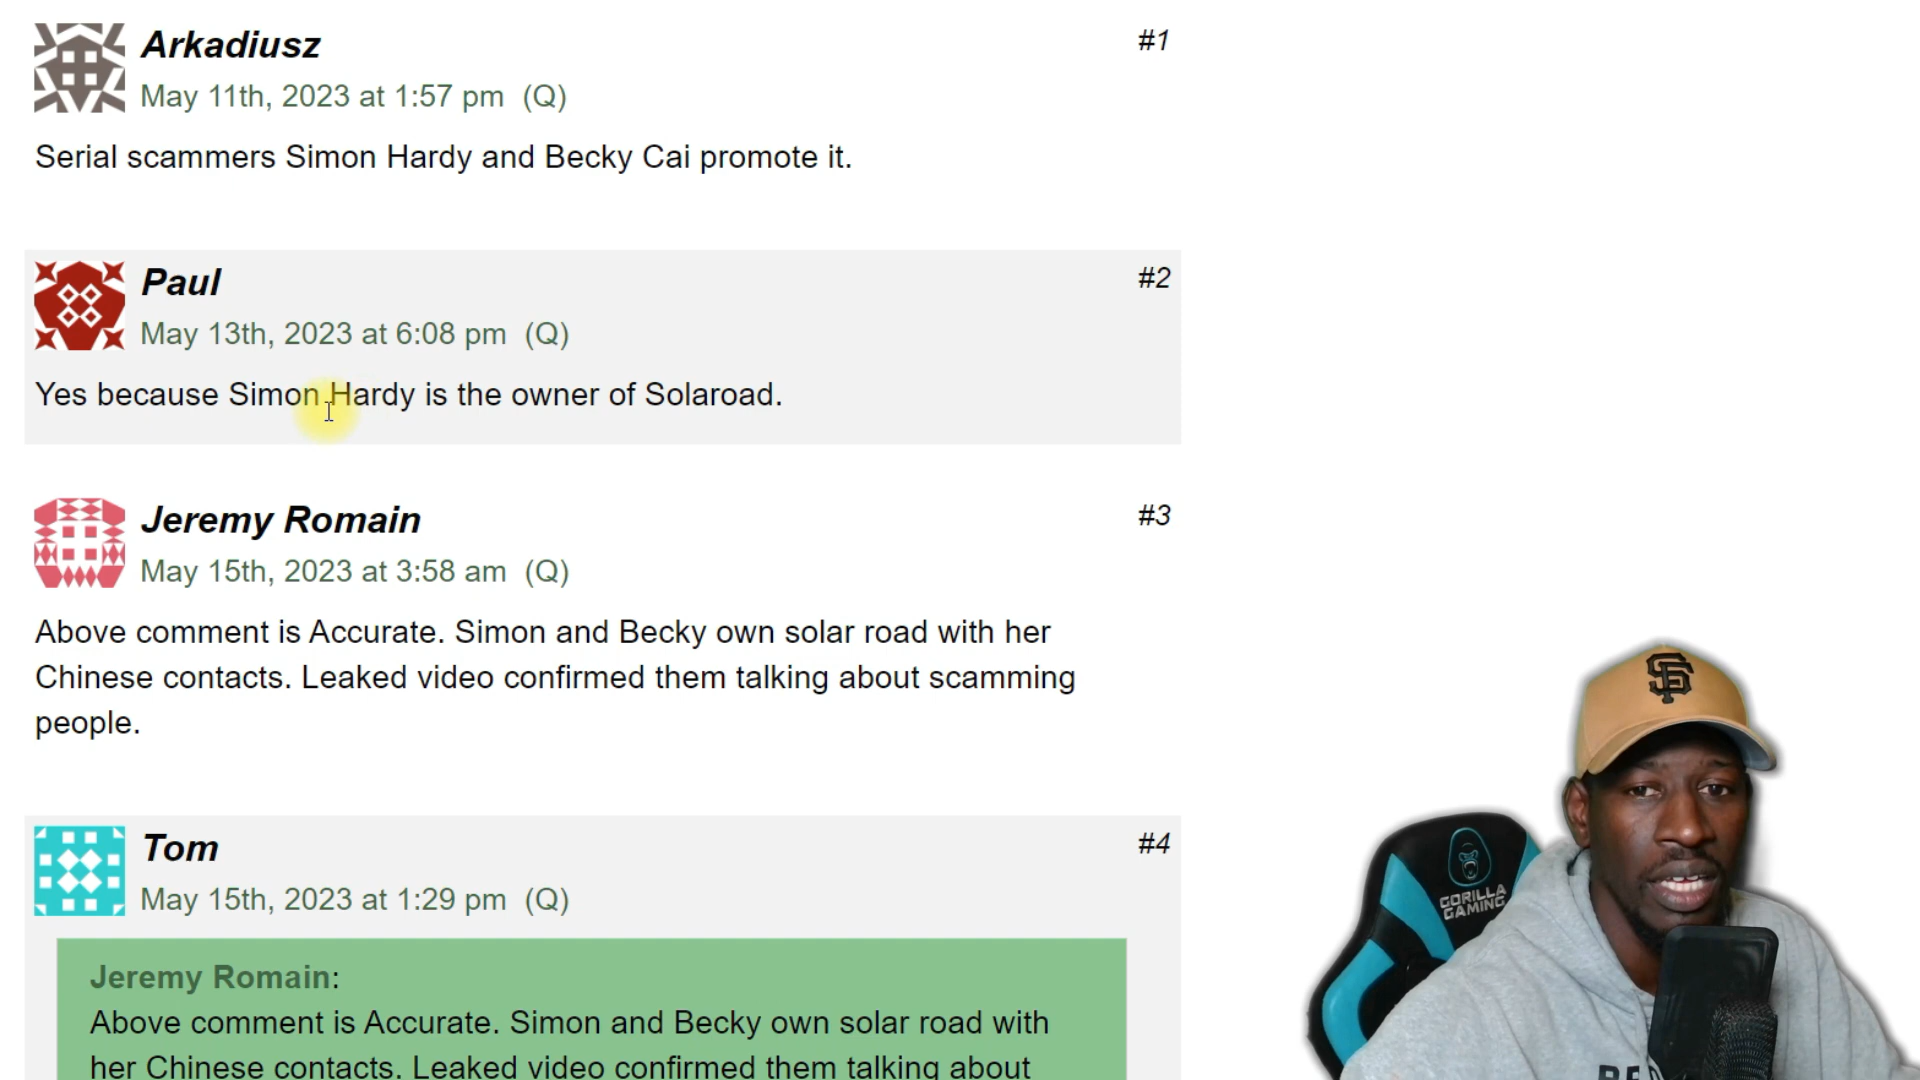 Arkadiusz
#1
May 11th, 2023 at 1:57 pm (Q)
Serial scammers Simon Hardy and Becky Cai promote it.
Paul
#2
May 13th, 2023 at 6:08 pm (Q)
Yes because Simon Hardy is the owner of Solaroad.
Jeremy Romain
#3
May 15th, 2023 at 3:58 am (Q)
Above comment is Accurate. Simon and Becky own solar road with her
Chinese contacts. Leaked video confirmed them talking about scamming
people.
Tom
#4
May 15th, 2023 at 1:29 pm (Q)
Jeremy Romain:
Above comment is Accurate. Simon and Becky own solar road with
her Chinese contacts. Leaked video confirmed them talking about
SF
GORILLA
GAMING